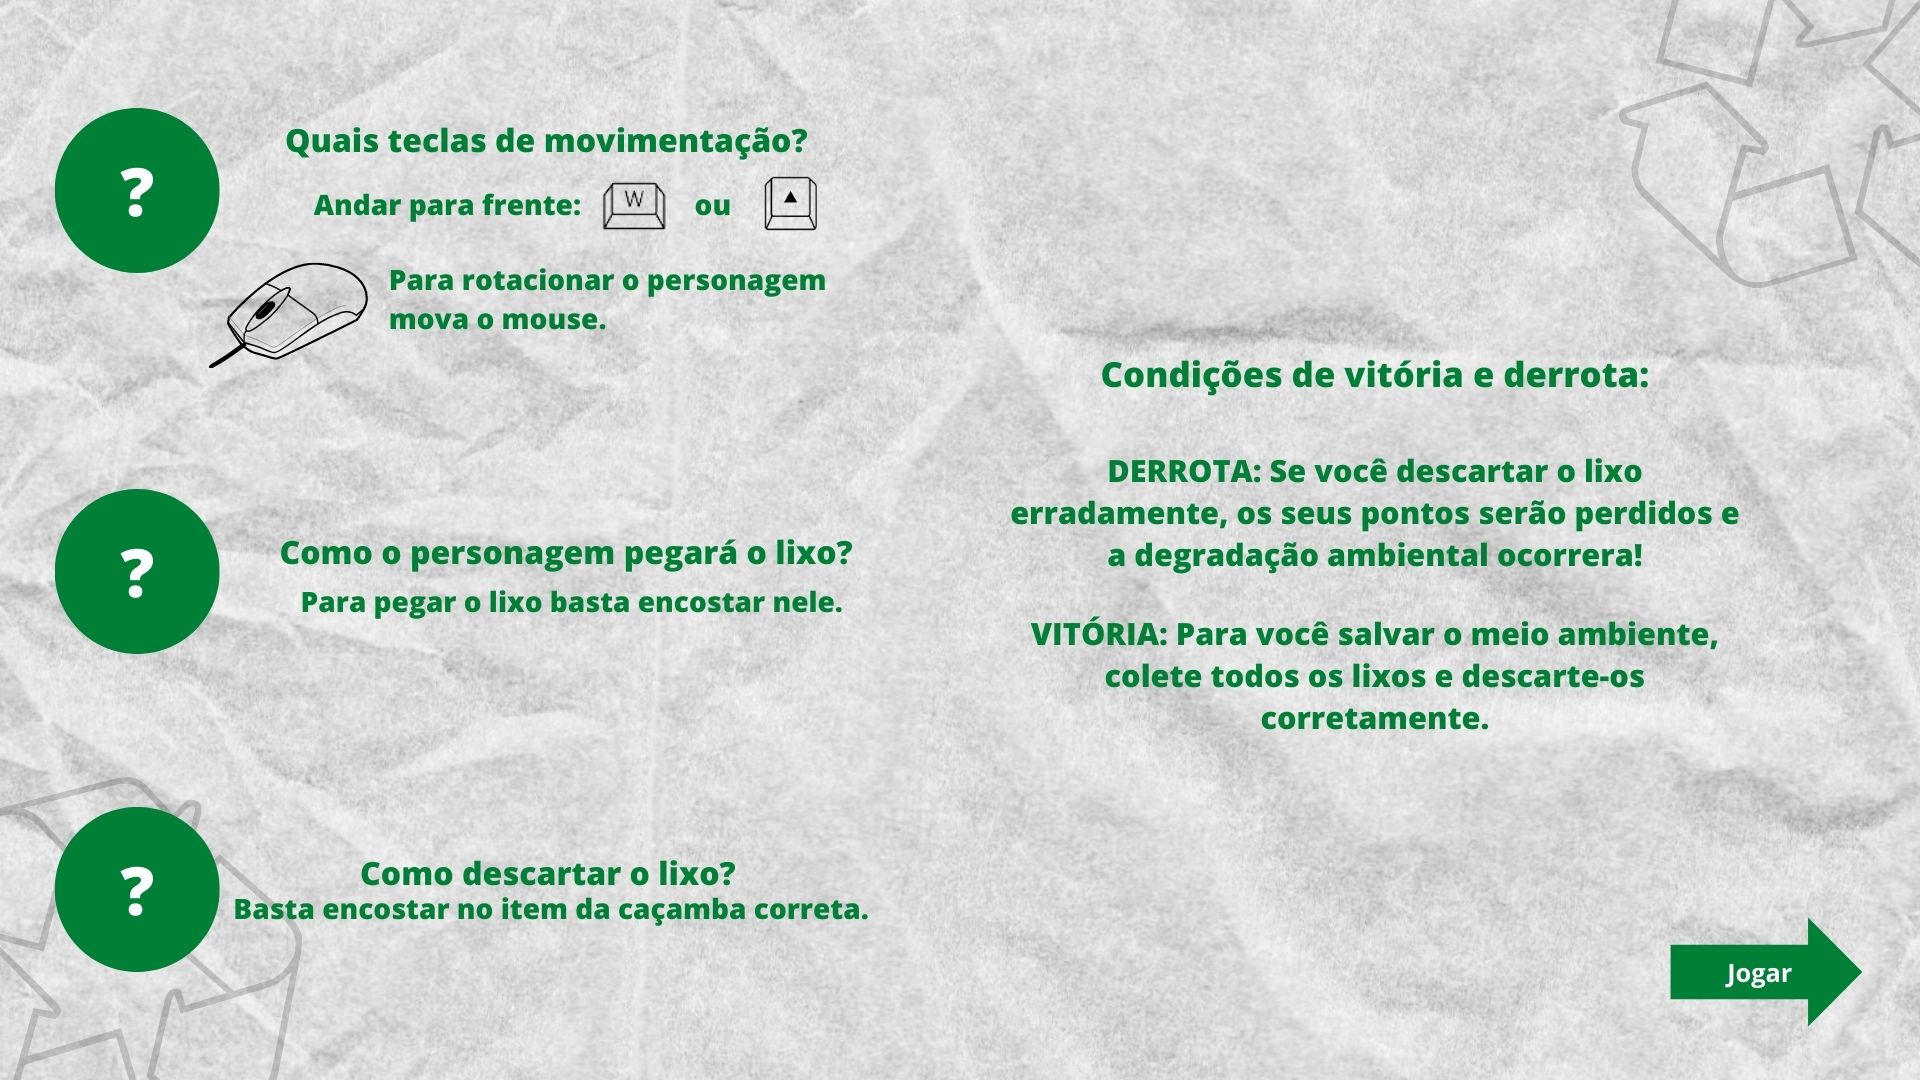 ?
Quais teclas de movimentação?
Andar para frente: W ou ▲
Para rotacionar o personagem
mova o mouse.
?
Como o personagem pegará o lixo?
Para pegar o lixo basta encostar nele.
?
Como descartar o lixo?
Basta encostar no item da caçamba correta.
Condições de vitória e derrota:
DERROTA: Se você descartar o lixo
erradamente, os seus pontos serão perdidos e
a degradação ambiental ocorrera!
VITÓRIA: Para você salvar o meio ambiente,
colete todos os lixos e descarte-os
corretamente.
Jogar